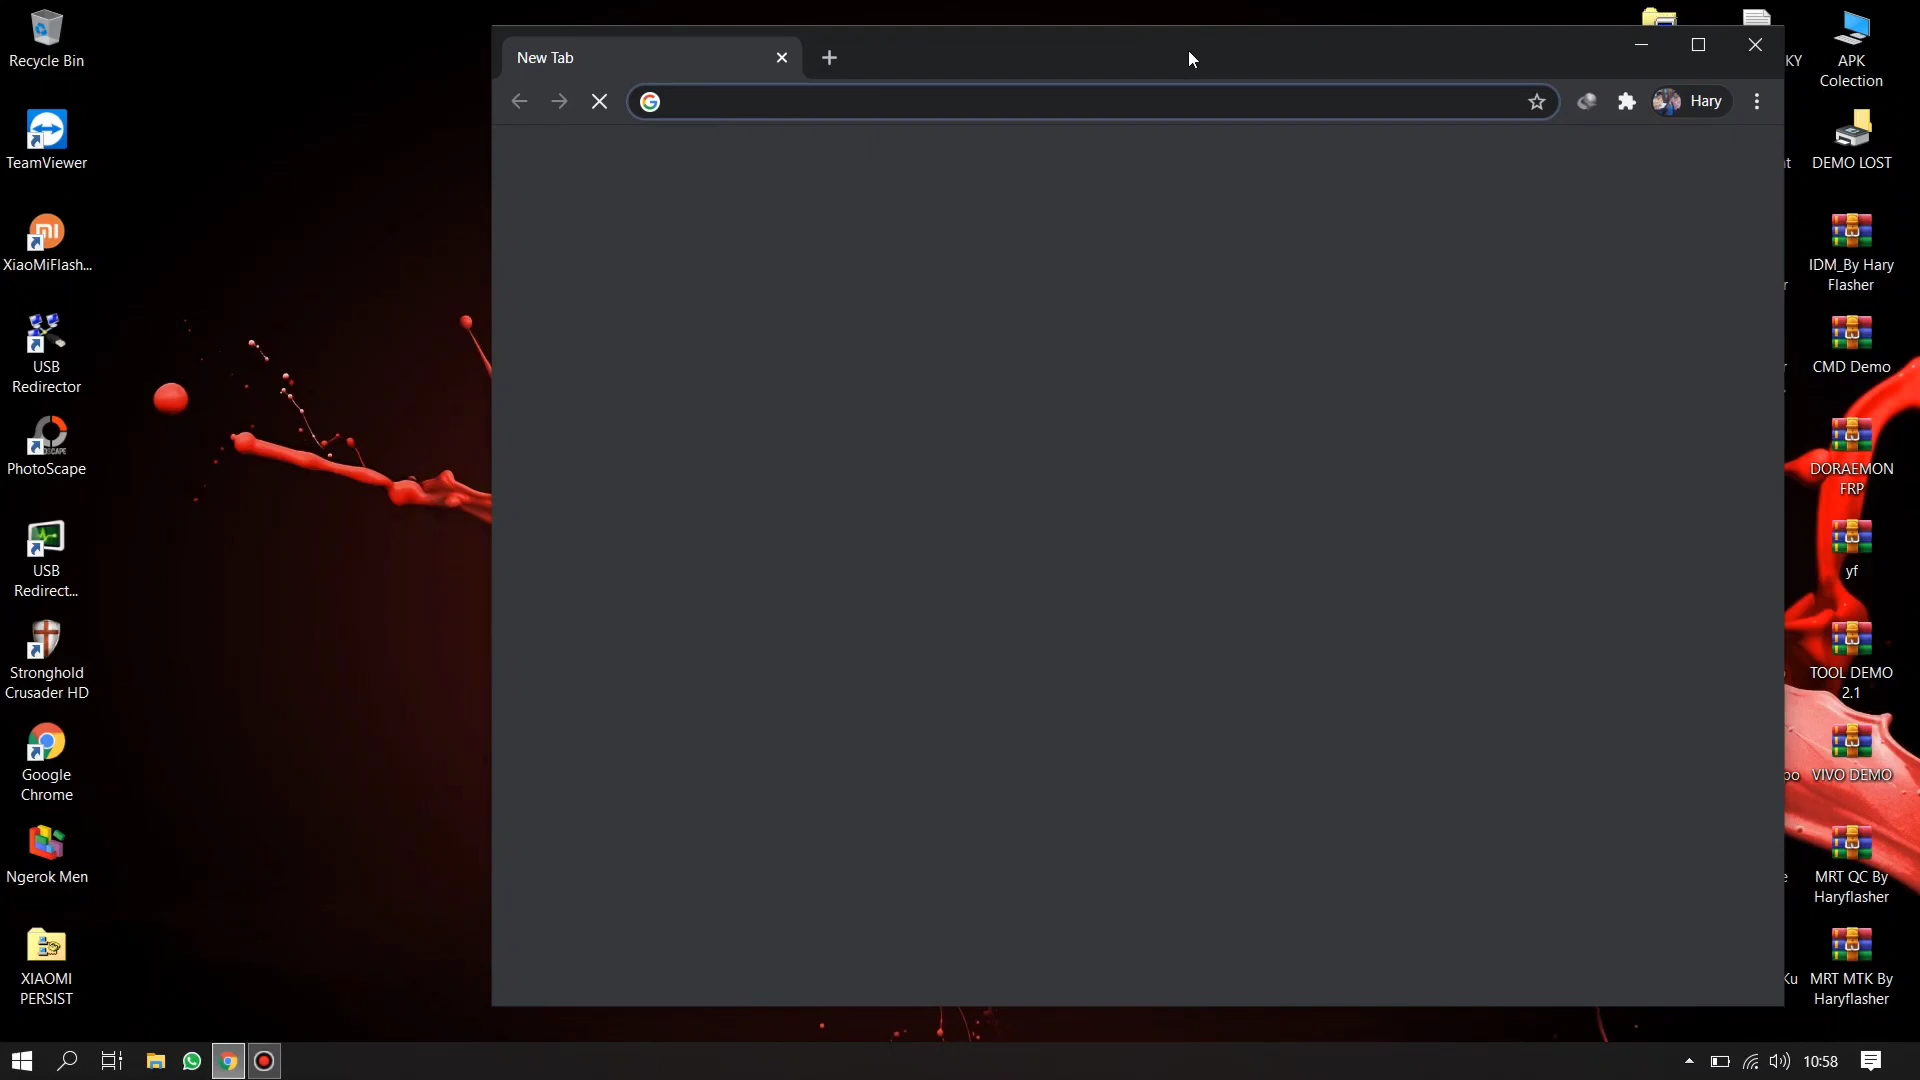 Recycle Bin
TeamViewer
XiaoMiFlash...
USB
Redirector
PhotoScape
USB
Redirect...
Stronghold
Crusader HD
Google
Chrome
Ngerok Men
XIAOMI
PERSIST
New Tab
Hary
KY
APK
Colection
DEMO LOST
IDM_By Hary
Flasher
CMD Demo
DORAEMON
FRP
yf
TOOL DEMO
2.1
VIVO DEMO
MRT QC By
Haryflasher
MRT MTK By
Haryflasher
10:58